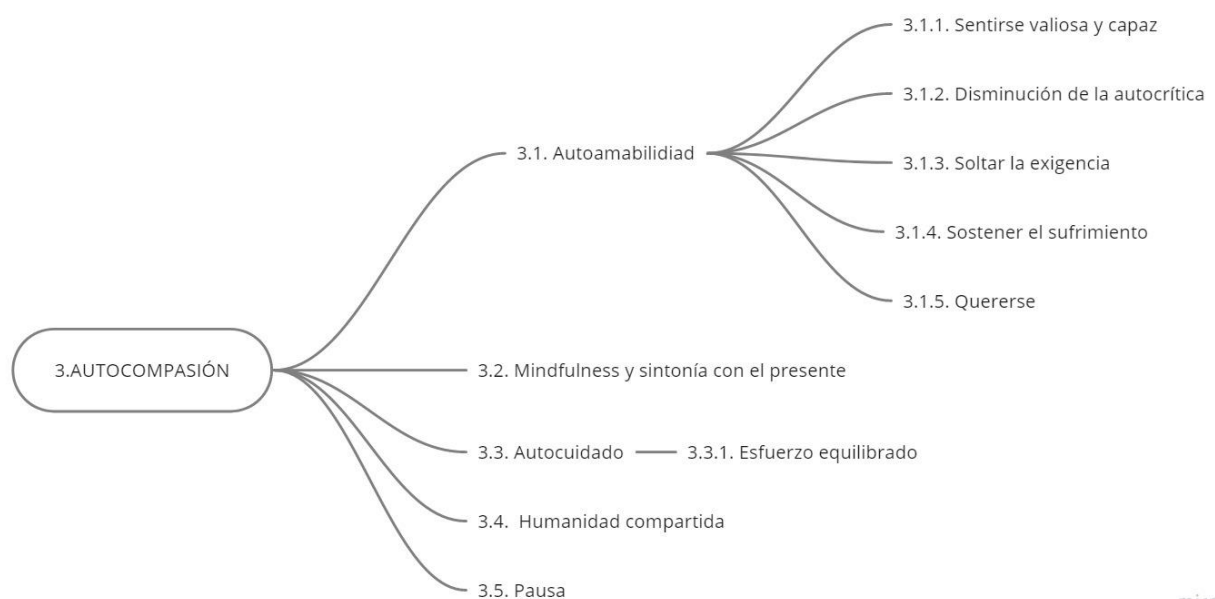 3.AUTOCOMPASIÓN
3.1. Autoamabilidiad
3.1.1. Sentirse valiosa y capaz
3.1.2. Disminución de la autocrítica
3.1.3. Soltar la exigencia
3.1.4. Sostener el sufrimiento
3.1.5. Quererse
3.2. Mindfulness y sintonía con el presente
3.3. Autocuidado
3.3.1. Esfuerzo equilibrado
3.4.  Humanidad compartida
3.5. Pausa